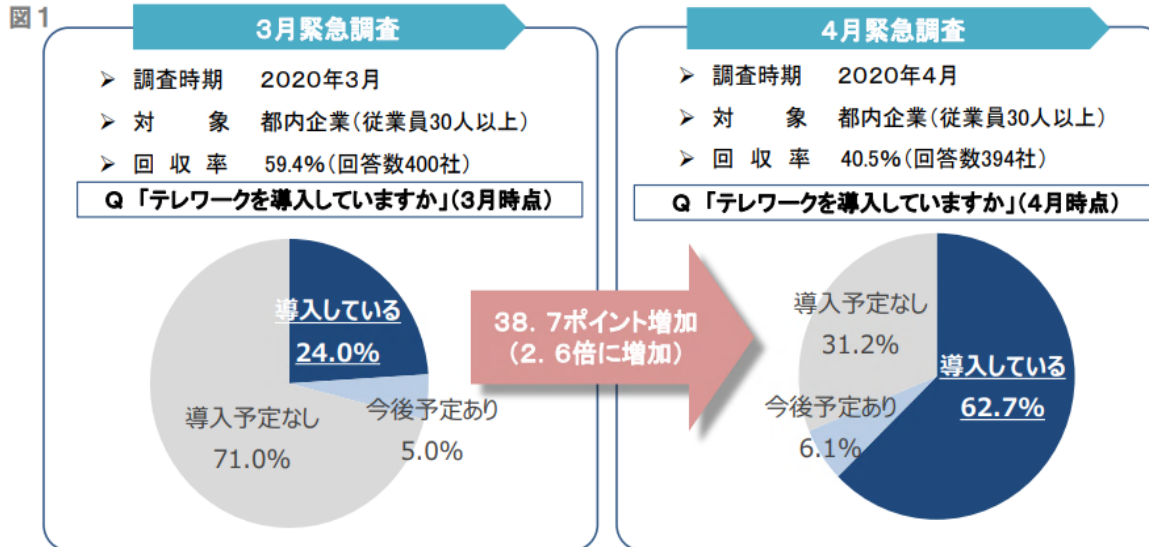 図1
3月緊急調査
➢ 調査時期 2020年3月
➢ 対 象 都内企業(従業員30人以上)
➢ 回 収 率 59.4%(回答数400社)
Q 「テレワークを導入していますか」(3月時点)
導入している
24.0%
今後予定あり
5.0%
導入予定なし
71.0%
38.7ポイント増加
(2.6倍に増加)
4月緊急調査
➢ 調査時期 2020年4月
➢ 対 象 都内企業(従業員30人以上)
➢ 回 収 率 40.5%(回答数394社)
Q 「テレワークを導入していますか」(4月時点)
導入予定なし
31.2%
導入している
62.7%
今後予定あり
6.1%